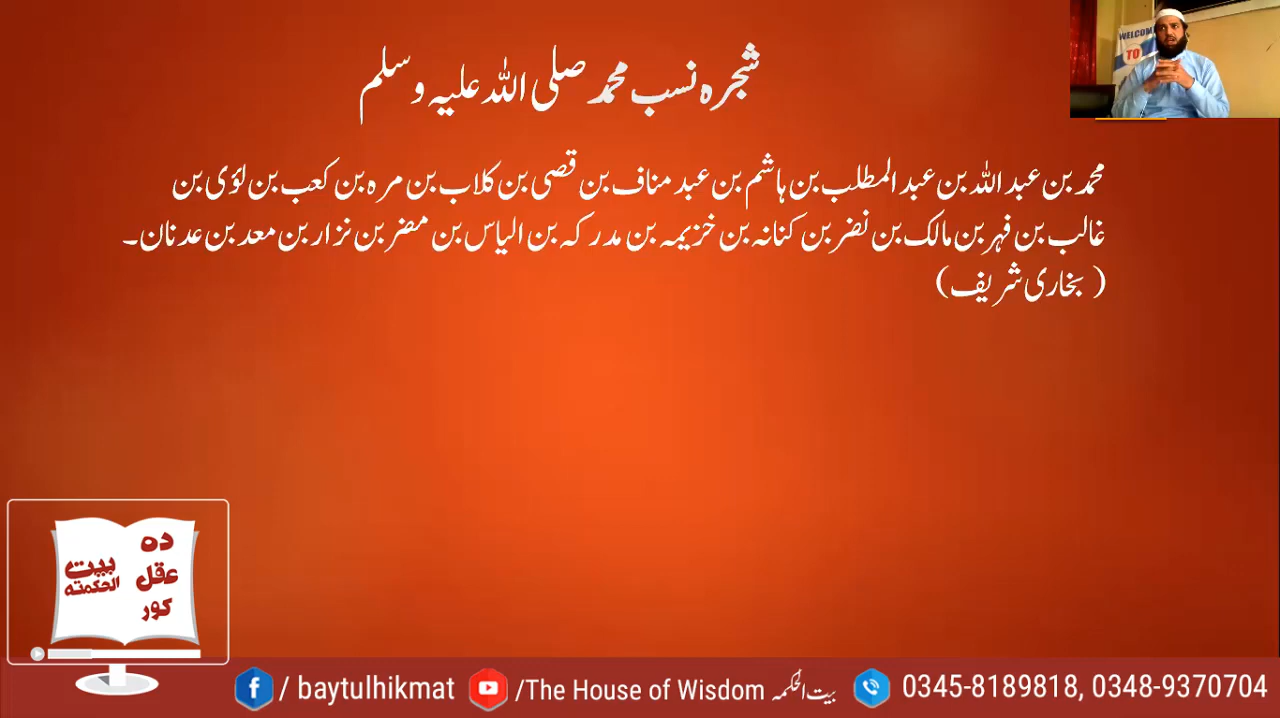 شجرہ نسب محمد صلی اللہ علیہ وسلم
محمد بن عبد اللہ بن عبد المطلب بن ہاشم بن عبد مناف بن قصی بن کلاب بن مرہ بن کعب بن لؤی بن
غالب بن فہر بن مالک بن نضر بن کنانہ بن خزیمہ بن مدرکہ بن الیاس بن مضر بن نزار بن معد بن عدنان۔
( بخاری شریف)
WELCOME
TO
ده
عقل
کور
بیت
الحکمته
/ baytulhikmat
/The House of Wisdom بیت الحکمہ
0345-8189818, 0348-9370704